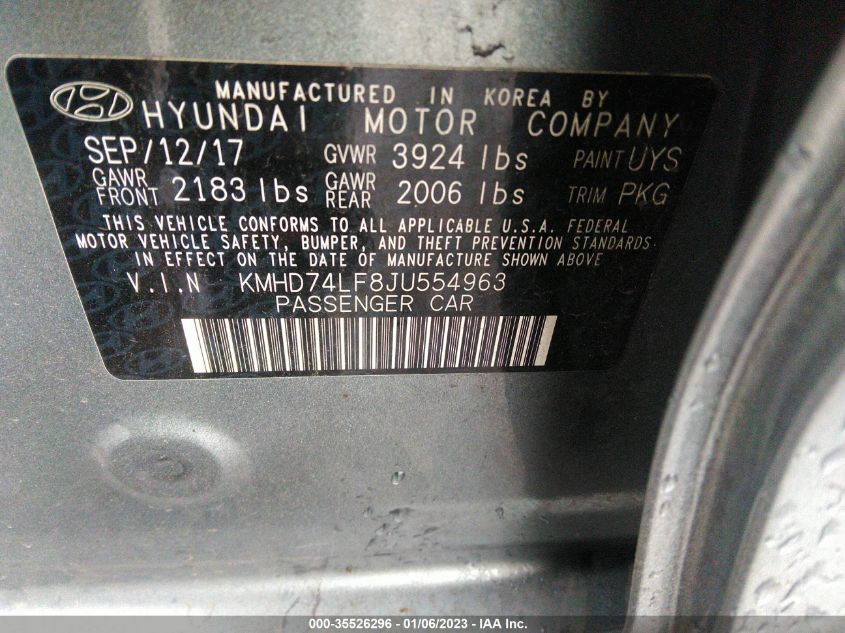 MANUFACTURED IN KOREA BY
HYUNDAI MOTOR COMPANY
SEP/12/17 GVWR 3924 lbs PAINT UYS
GAWR FRONT 2183 lbs GAWR REAR 2006 lbs TRIM PKG
THIS VEHICLE CONFORMS TO ALL APPLICABLE U.S.A. FEDERAL
MOTOR VEHICLE SAFETY, BUMPER, AND THEFT PREVENTION STANDARDS
IN EFFECT ON THE DATE OF MANUFACTURE SHOWN ABOVE.
V.I.N KMHD74LF8JU554963
PASSENGER CAR
000-35526296 - 01/06/2023 - IAA Inc.